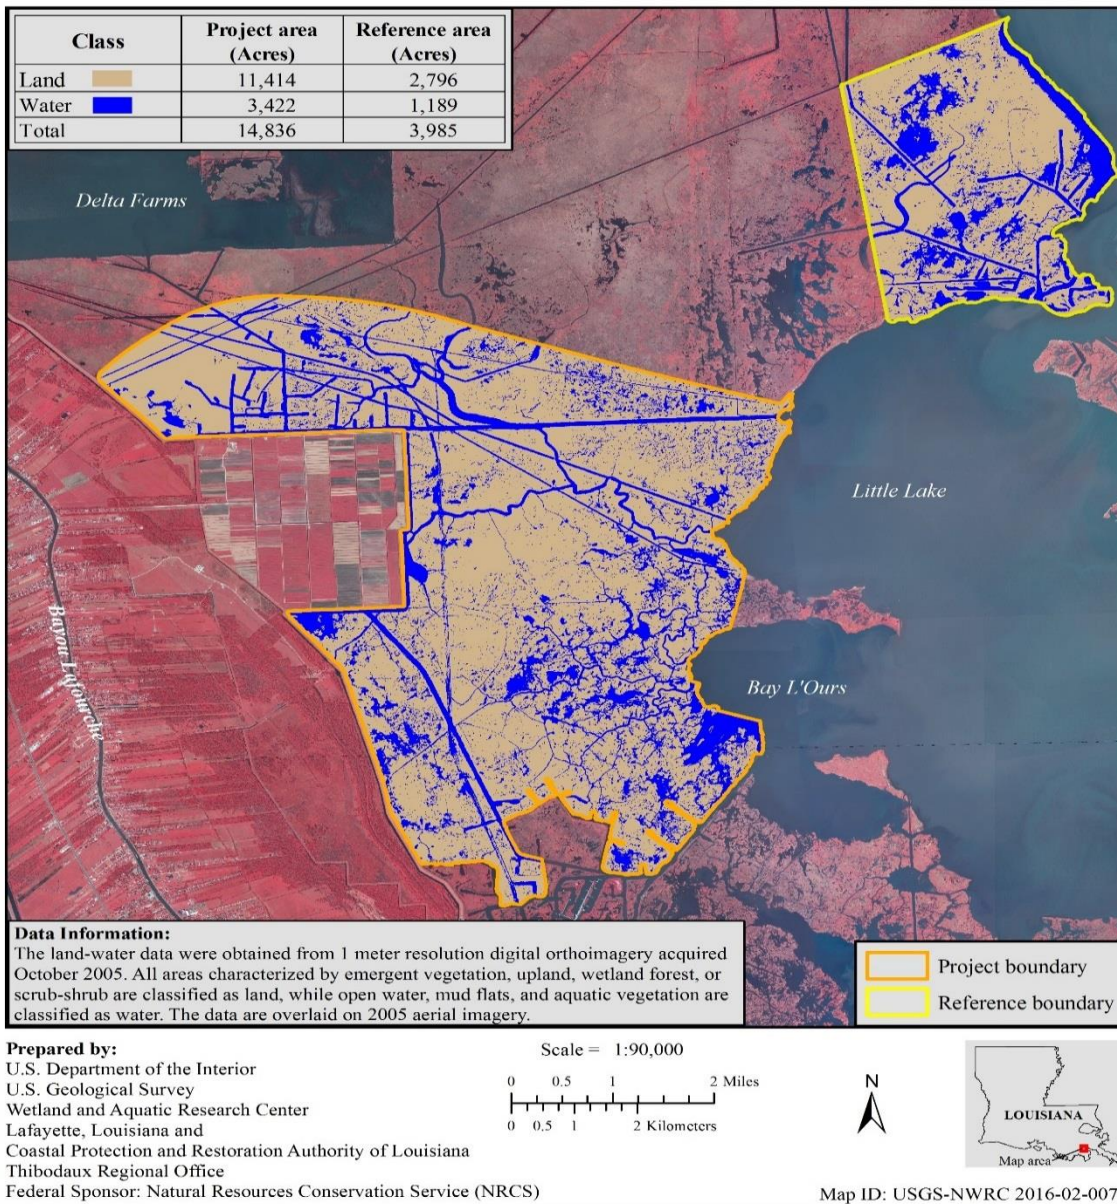 Class Project area (Acres) Reference area (Acres)
Land 11,414 2,796
Water 3,422 1,189
Total 14,836 3,985
Delta Farms
Little Lake
Bayou Lafourche
Bay L'Ours
Data Information:
The land-water data were obtained from 1 meter resolution digital orthoimagery acquired
October 2005. All areas characterized by emergent vegetation, upland, wetland forest, or
scrub-shrub are classified as land, while open water, mud flats, and aquatic vegetation are
classified as water. The data are overlaid on 2005 aerial imagery.
Project boundary
Reference boundary
Prepared by:
U.S. Department of the Interior
U.S. Geological Survey
Wetland and Aquatic Research Center
Lafayette, Louisiana and
Coastal Protection and Restoration Authority of Louisiana
Thibodaux Regional Office
Federal Sponsor: Natural Resources Conservation Service (NRCS)
Scale = 1:90,000
0 0.5 1 2 Miles
0 0.5 1 2 Kilometers
N
LOUISIANA
Map area
Map ID: USGS-NWRC 2016-02-007